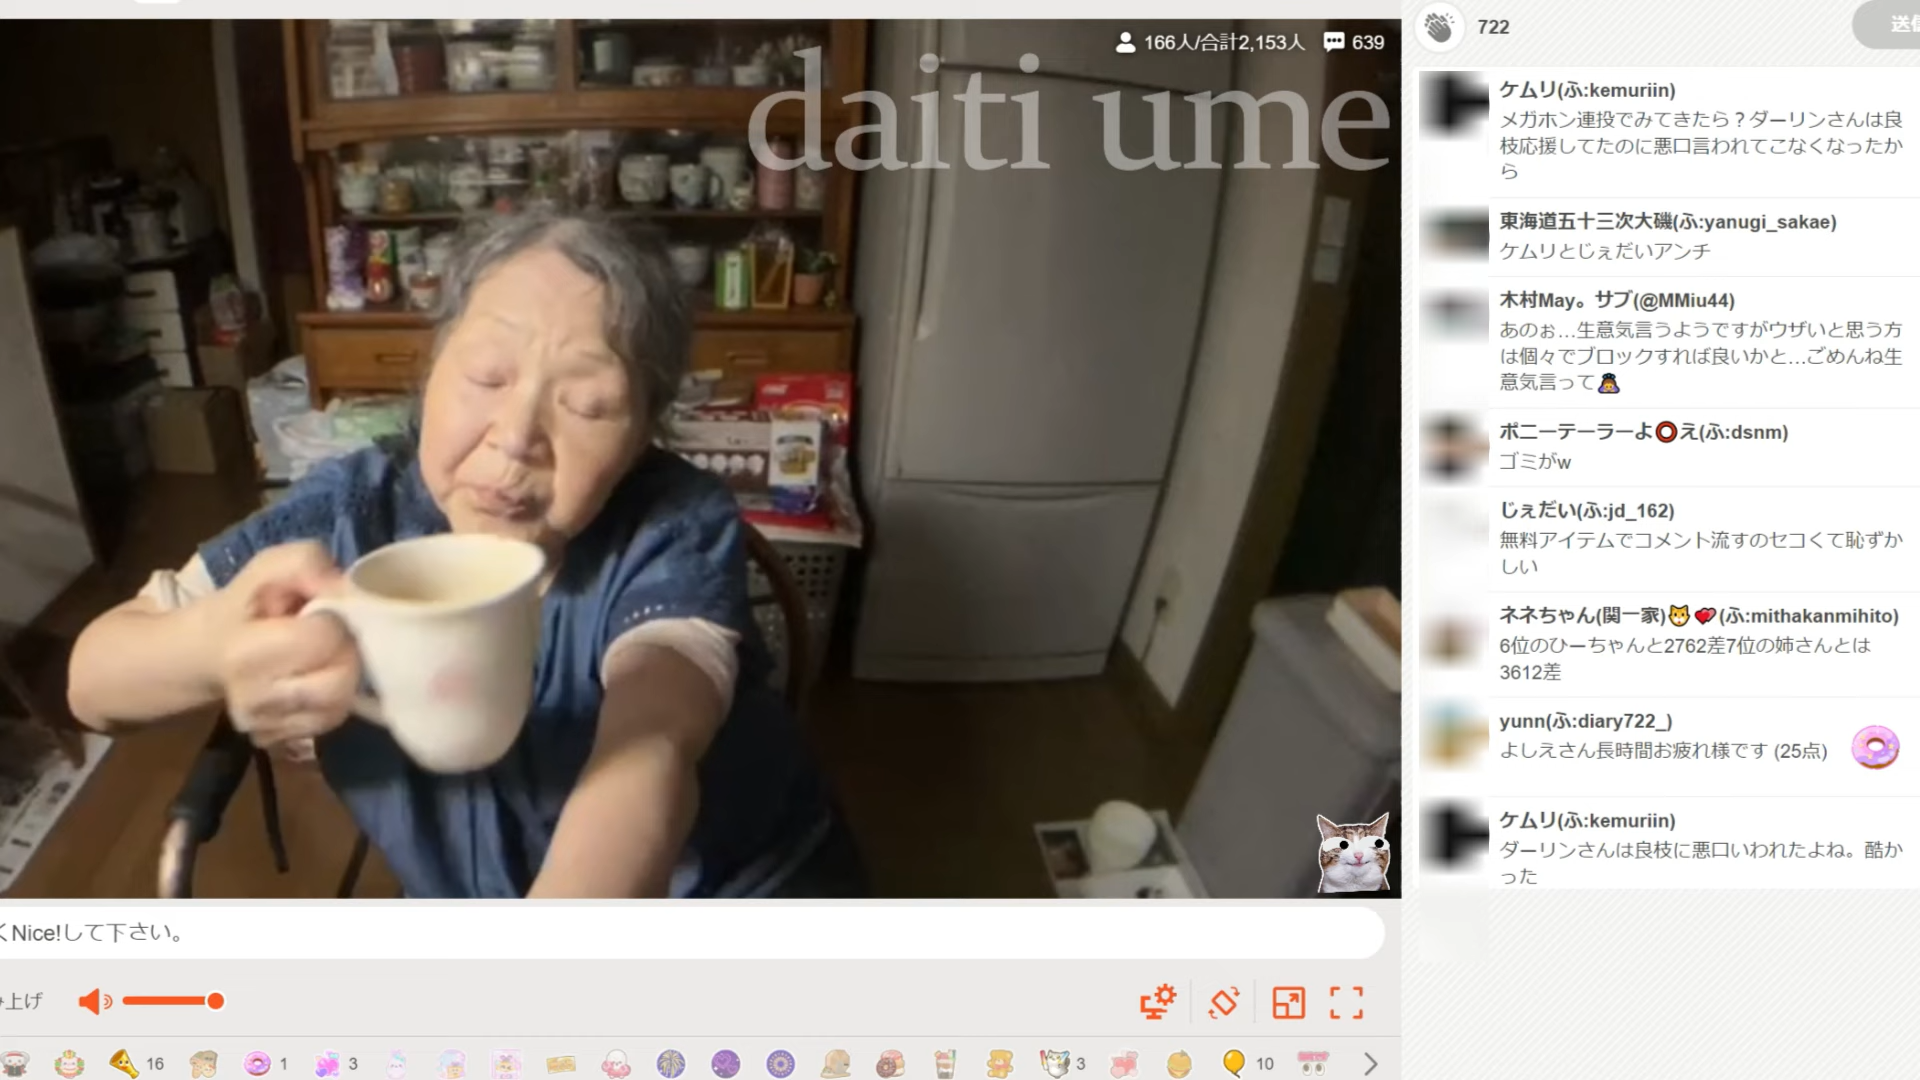 166人/合計2,153人 639
daiti ume
くNice!して下さい。
み上げ
16
1
3
3
10
722
送信
ケムリ(ふ:kemuriin)
メガホン連投でみてきたら？ダーリンさんは良
枝応援してたのに悪口言われてこなくなったか
ら
東海道五十三次大磯(ふ:yanugi_sakae)
ケムリとじぇだいアンチ
木村May。サブ(@MMiu44)
あのぉ...生意気言うようですがウザいと思う方
は個々でブロックすれば良いかと...ごめんね生
意気言って🙇‍♀️
ポニーテーラーよ⭕え(ふ:dsnm)
ゴミがw
じぇだい(ふ:jd_162)
無料アイテムでコメント流すのセコくて恥ずか
しい
ネネちゃん(関一家)🐱💕(ふ:mithakanmihito)
6位のひーちゃんと2762差7位の姉さんとは
3612差
yunn(ふ:diary722_)
よしえさん長時間お疲れ様です (25点)
ケムリ(ふ:kemuriin)
ダーリンさんは良枝に悪口いわれたよね。酷か
った